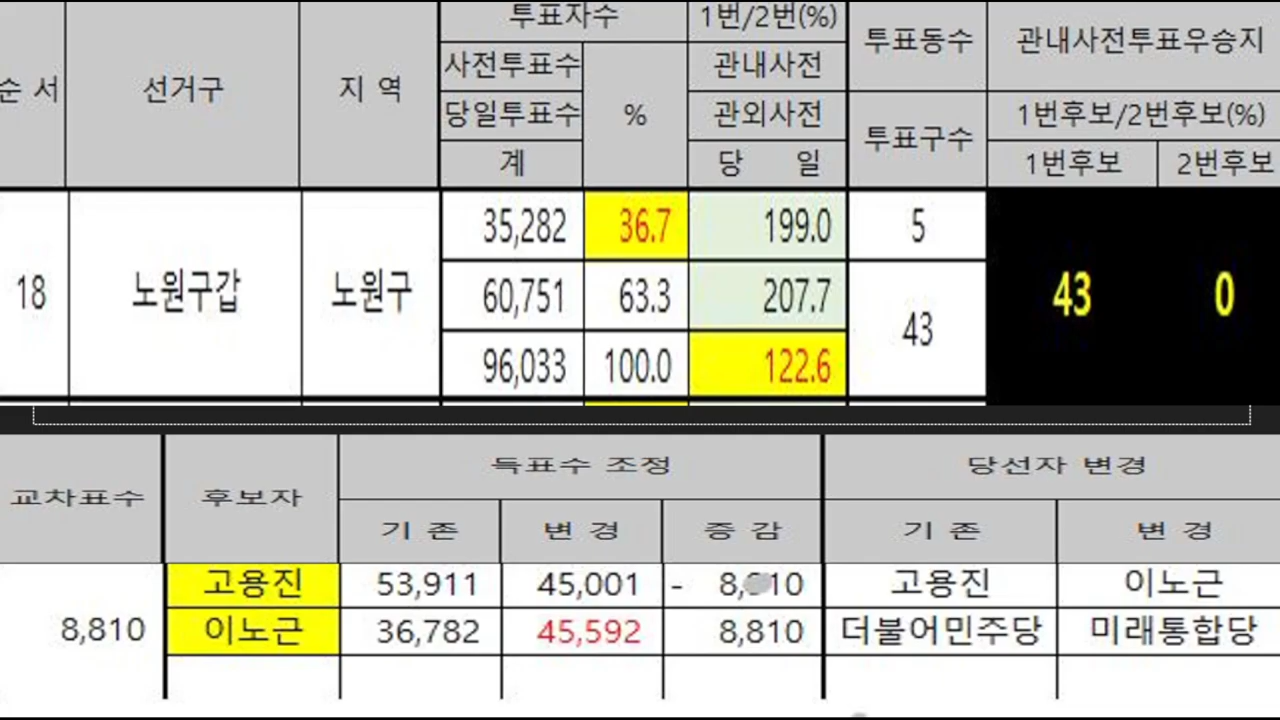 순 서 선거구 지 역 투표자수 1번/2번(%) 투표동수 관내사전투표우승지
사전투표수 % 관내사전
당일투표수 관외사전 투표구수 1번후보/2번후보(%)
계 당 일 1번후보 2번후보
18 노원구갑 노원구 35,282 36.7 199.0 5 43 0
60,751 63.3 207.7 43
96,033 100.0 122.6
교차표수 후보자 득표수 조정 당선자 변경
기 존 변 경 증 감 기 존 변 경
8,810 고용진 53,911 45,001 - 고용진 이노근
이노근 36,782 45,592 8,810 더불어민주당 미래통합당